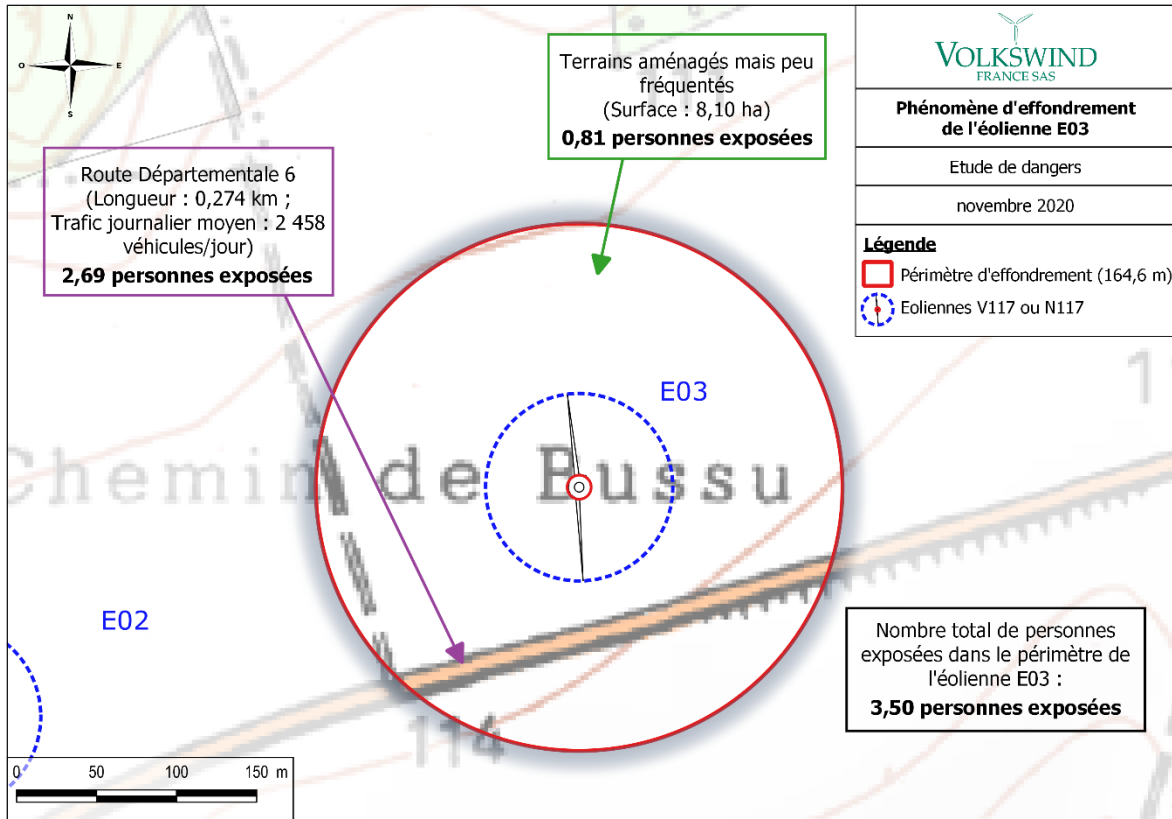 N
O
E
S
Terrains aménagés mais peu
fréquentés
(Surface : 8,10 ha)
0,81 personnes exposées
VOLKSWIND
FRANCE SAS
Phénomène d'effondrement
de l'éolienne E03
Etude de dangers
novembre 2020
Légende
Périmètre d'effondrement (164,6 m)
Eoliennes V117 ou N117
Route Départementale 6
(Longueur : 0,274 km ;
Trafic journalier moyen : 2 458
véhicules/jour)
2,69 personnes exposées
E03
Chemin de Bussu
E02
114
Nombre total de personnes
exposées dans le périmètre de
l'éolienne E03 :
3,50 personnes exposées
0 50 100 150 m